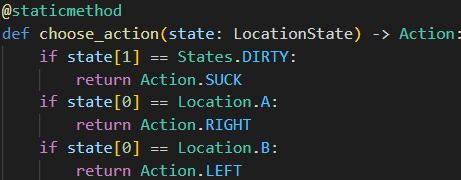 @staticmethod
def choose_action(state: LocationState) -> Action:
    if state[1] == States.DIRTY:
        return Action.SUCK
    if state[0] == Location.A:
        return Action.RIGHT
    if state[0] == Location.B:
        return Action.LEFT